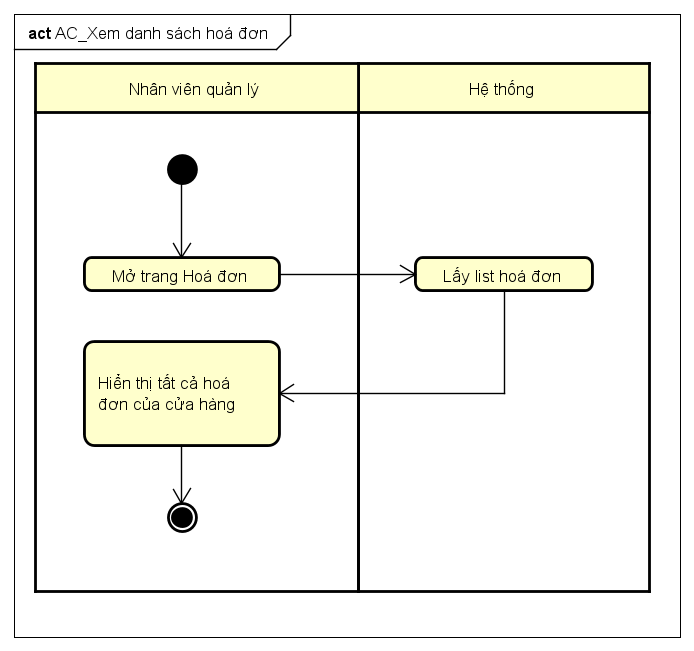 act AC_Xem danh sách hoá đơn
Nhân viên quản lý
Hệ thống
Mở trang Hoá đơn
Lấy list hoá đơn
Hiển thị tất cả hoá
đơn của cửa hàng